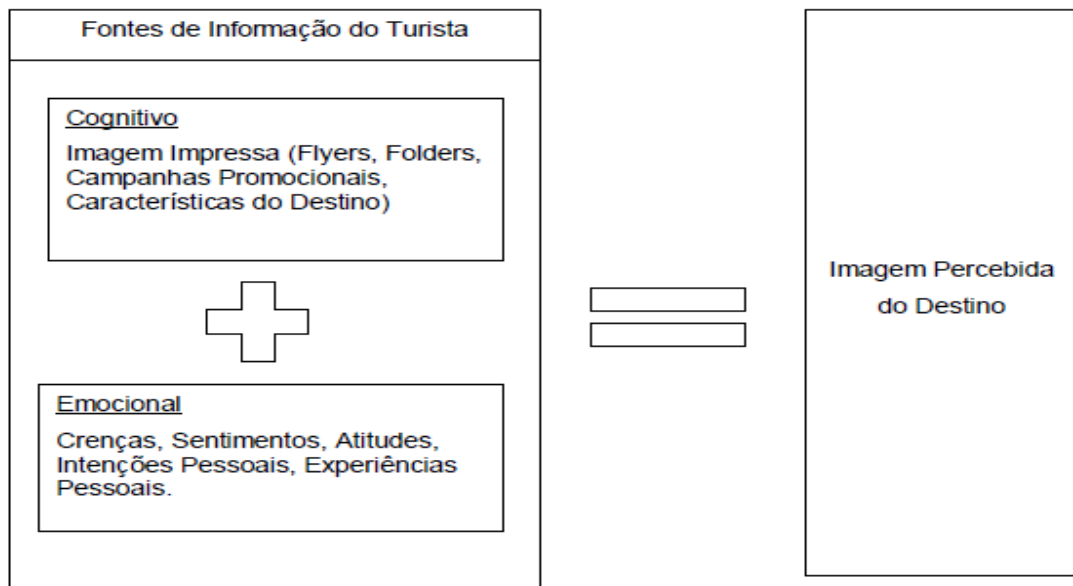 Fontes de Informação do Turista
Cognitivo
Imagem Impressa (Flyers, Folders,
Campanhas Promocionais,
Características do Destino)
Emocional
Crenças, Sentimentos, Atitudes,
Intenções Pessoais, Experiências
Pessoais.
Imagem Percebida
do Destino